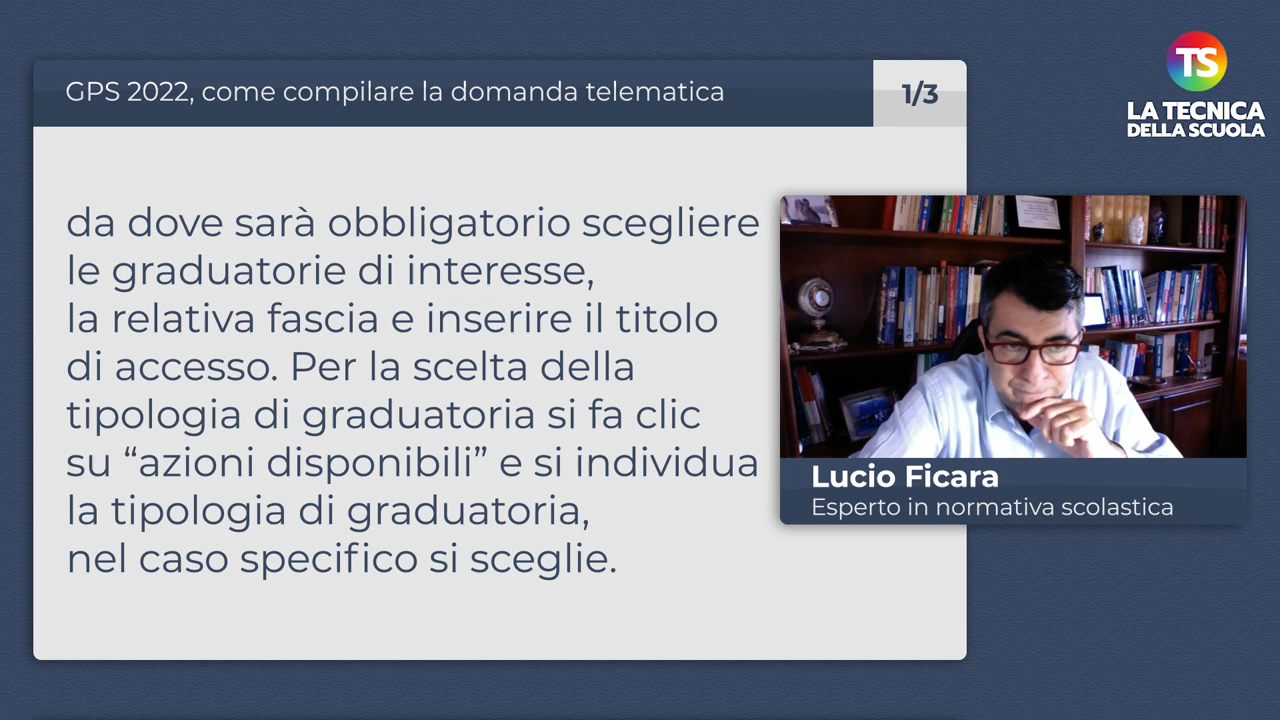 GPS 2022, come compilare la domanda telematica
1/3
da dove sarà obbligatorio scegliere
le graduatorie di interesse,
la relativa fascia e inserire il titolo
di accesso. Per la scelta della
tipologia di graduatoria si fa clic
su “azioni disponibili” e si individua
la tipologia di graduatoria,
nel caso specifico si sceglie.
TS
LA TECNICA
DELLA SCUOLA
Lucio Ficara
Esperto in normativa scolastica